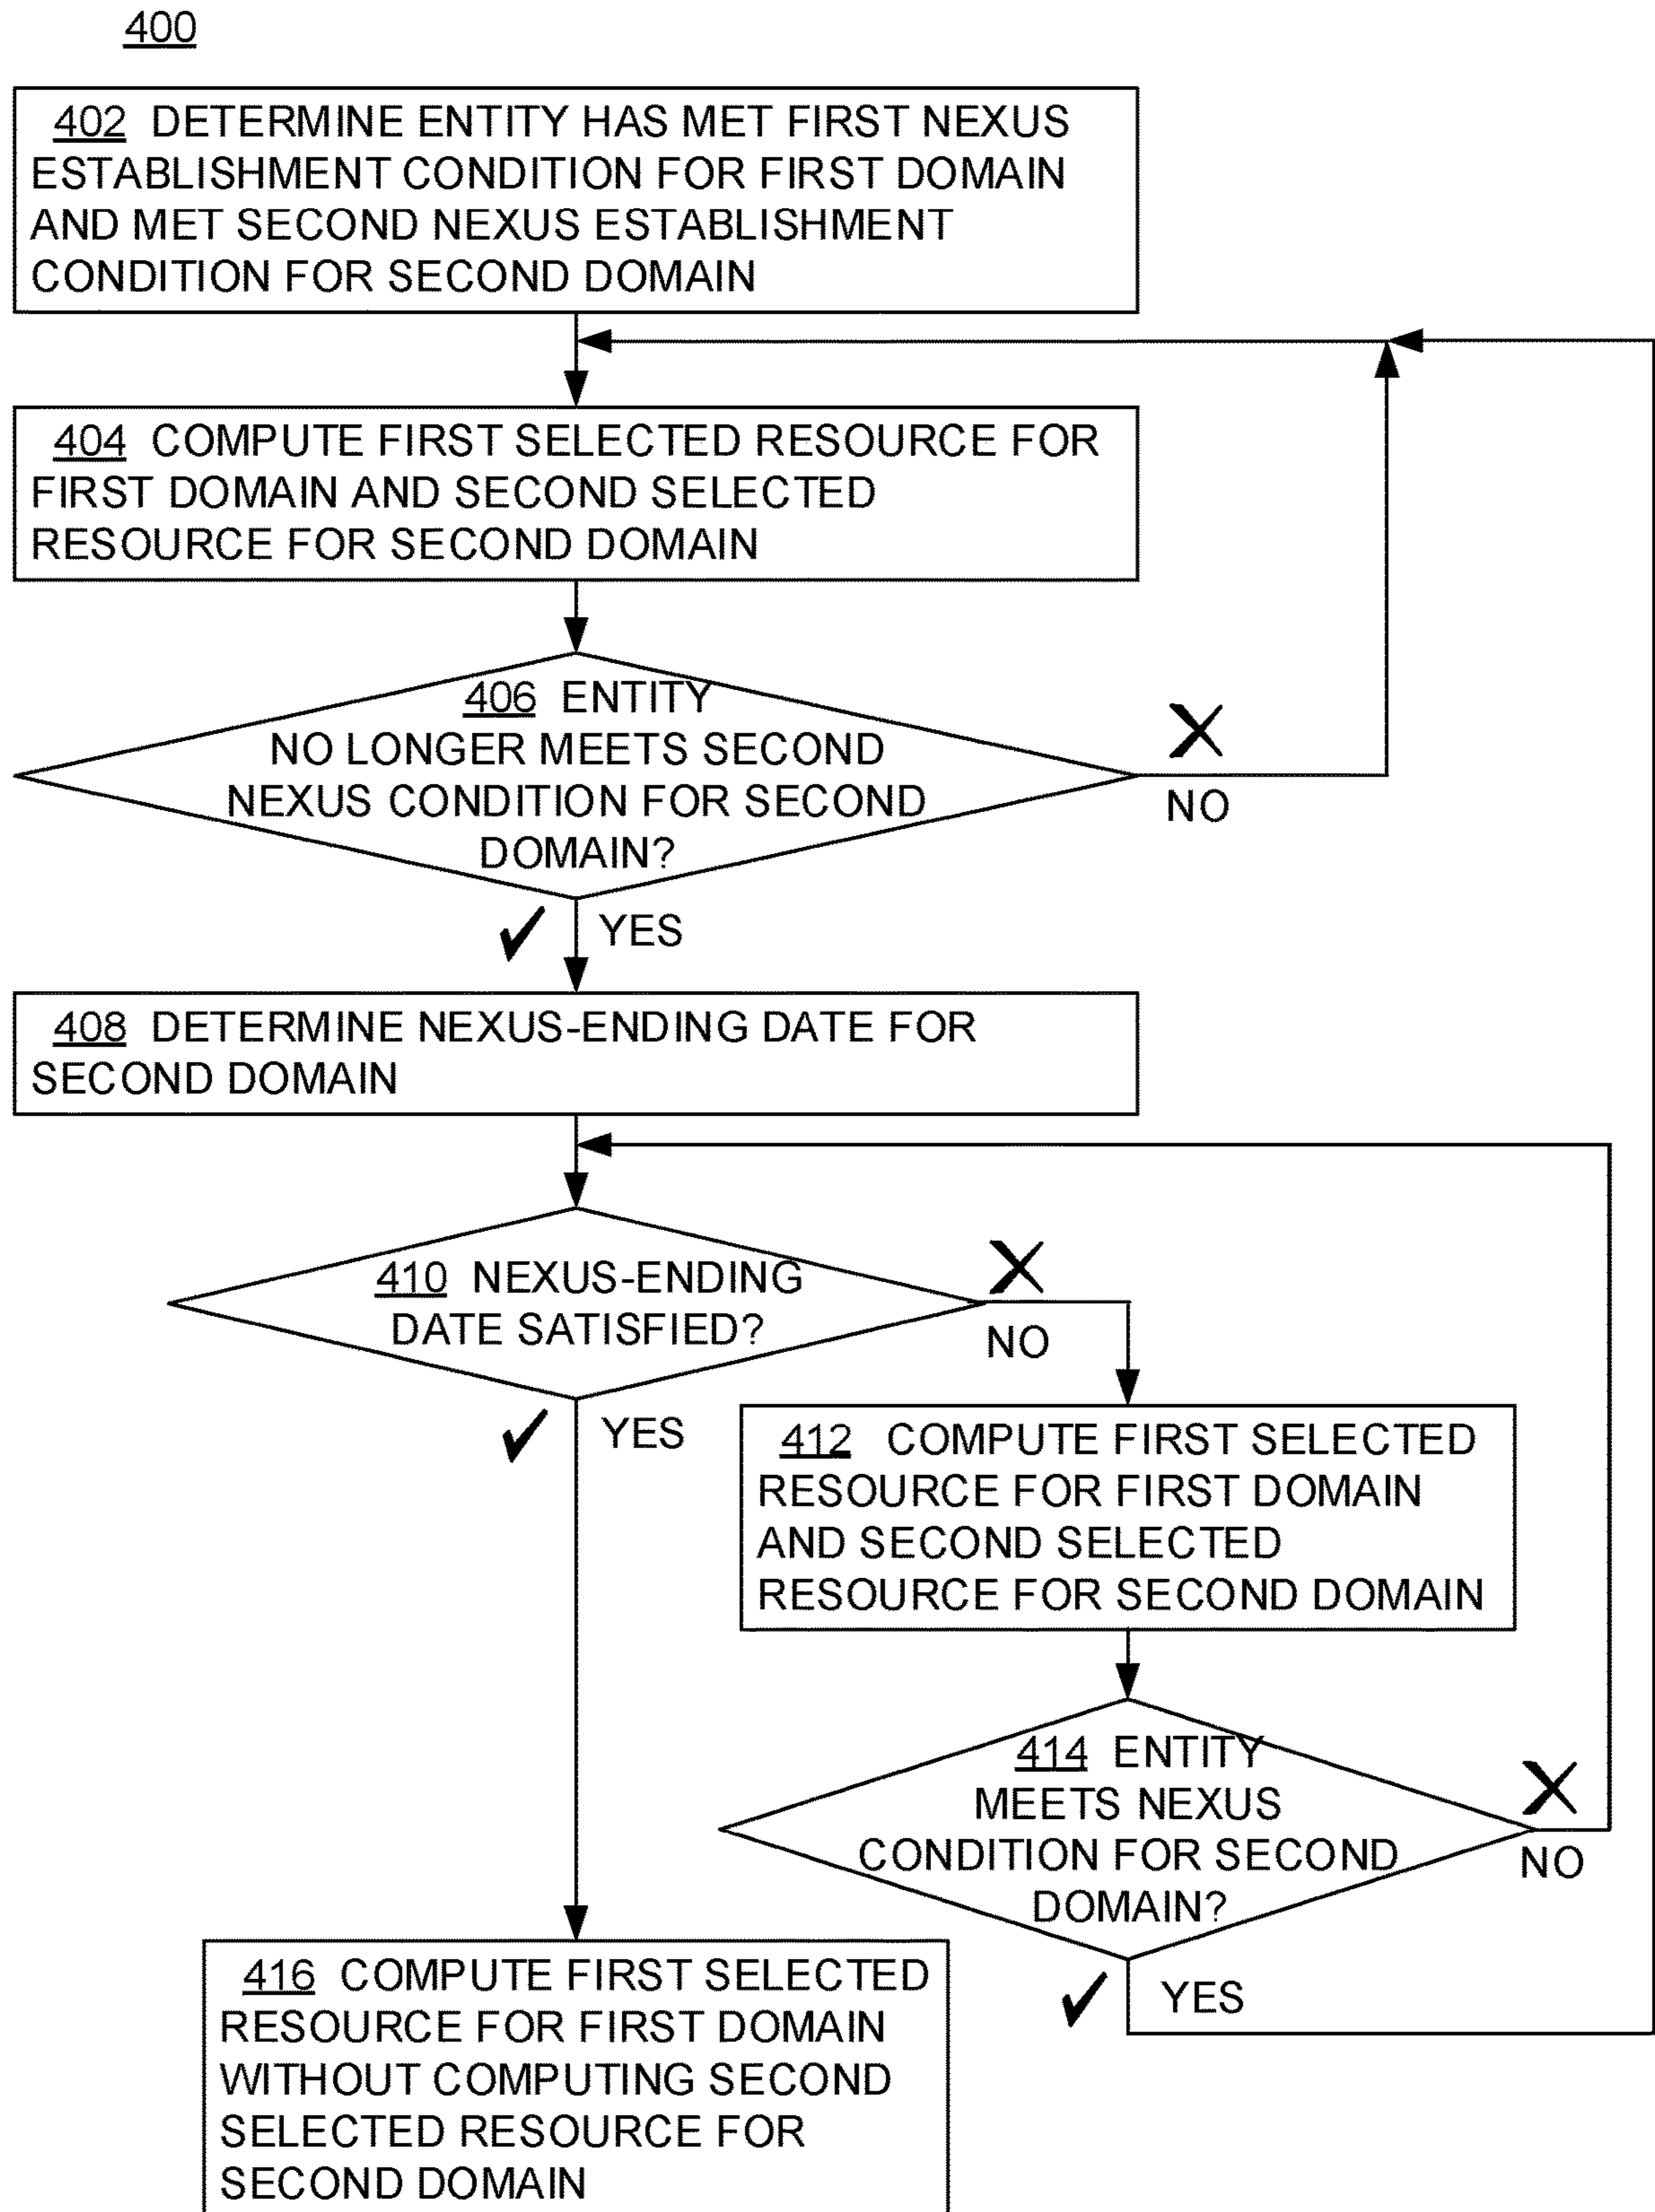 400
402 DETERMINE ENTITY HAS MET FIRST NEXUS
ESTABLISHMENT CONDITION FOR FIRST DOMAIN
AND MET SECOND NEXUS ESTABLISHMENT
CONDITION FOR SECOND DOMAIN
404 COMPUTE FIRST SELECTED RESOURCE FOR
FIRST DOMAIN AND SECOND SELECTED
RESOURCE FOR SECOND DOMAIN
406 ENTITY
NO LONGER MEETS SECOND
NEXUS CONDITION FOR SECOND
DOMAIN?
NO
YES
408 DETERMINE NEXUS-ENDING DATE FOR
SECOND DOMAIN
410 NEXUS-ENDING
DATE SATISFIED?
NO
YES
412 COMPUTE FIRST SELECTED
RESOURCE FOR FIRST DOMAIN
AND SECOND SELECTED
RESOURCE FOR SECOND DOMAIN
414 ENTITY
MEETS NEXUS
CONDITION FOR SECOND
DOMAIN?
NO
YES
416 COMPUTE FIRST SELECTED
RESOURCE FOR FIRST DOMAIN
WITHOUT COMPUTING SECOND
SELECTED RESOURCE FOR
SECOND DOMAIN